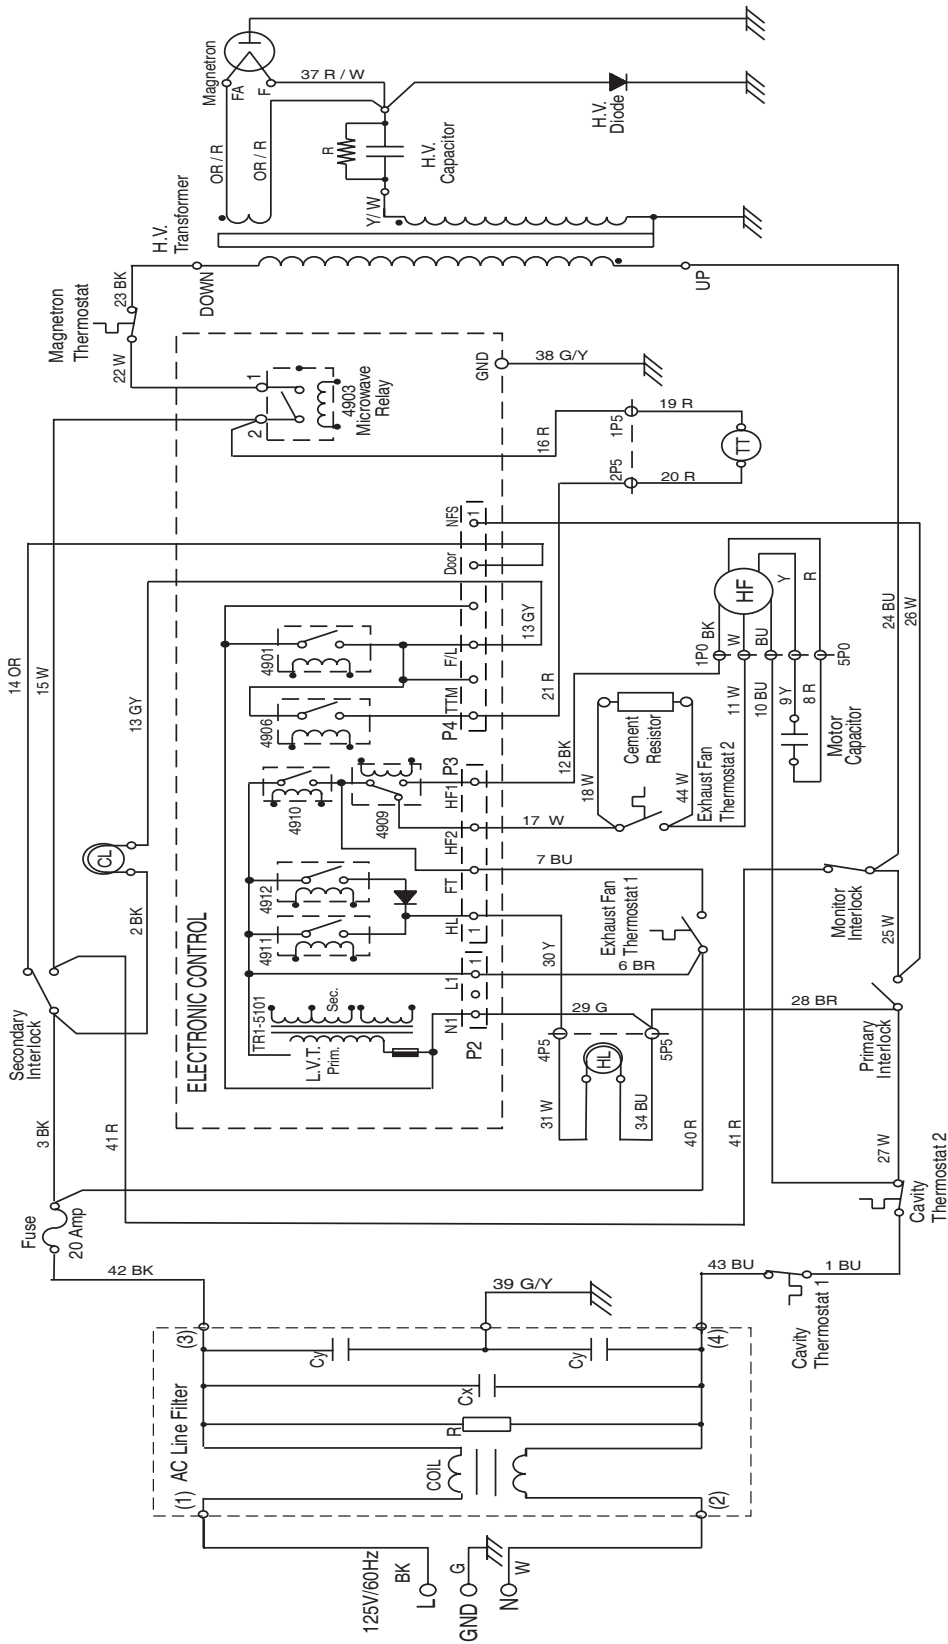 125V/60Hz
L
BK
GND
G
N
W
(1)
AC Line Filter
(3)
(2)
(4)
COIL
R
Cx
Cy
Cy
39 G/Y
42 BK
Fuse
20 Amp
43 BU
Cavity
Thermostat 1
1 BU
Cavity
Thermostat 2
27 W
3 BK
41 R
40 R
41 R
Secondary
Interlock
Primary
Interlock
28 BR
25 W
Monitor
Interlock
2 BK
CL
13 GY
14 OR
15 W
ELECTRONIC CONTROL
L.V.T.
Prim.
TR1-5101
Sec.
4911
4912
4910
4909
4906
4901
P2
N1
L1
1
HL
1
FT
HF2
HF1
P3
P4
TTM
F/L
Door
NFS
1
31 W
34 BU
HL
4P5
5P5
29 G
30 Y
6 BR
Exhaust Fan
Thermostat 1
7 BU
17 W
12 BK
18 W
44 W
Cement
Resistor
Exhaust Fan
Thermostat 2
21 R
13 GY
11 W
10 BU
9 Y
8 R
Motor
Capacitor
1P0
BK
W
BU
Y
R
5P0
HF
24 BU
26 W
16 R
2P5
1P5
20 R
19 R
TT
38 G/Y
GND
2
1
4903
Microwave
Relay
22 W
Magnetron
Thermostat
23 BK
DOWN
UP
H.V.
Transformer
Y/ W
OR / R
OR / R
R
H.V.
Capacitor
H.V.
Diode
37 R / W
FA
F
Magnetron